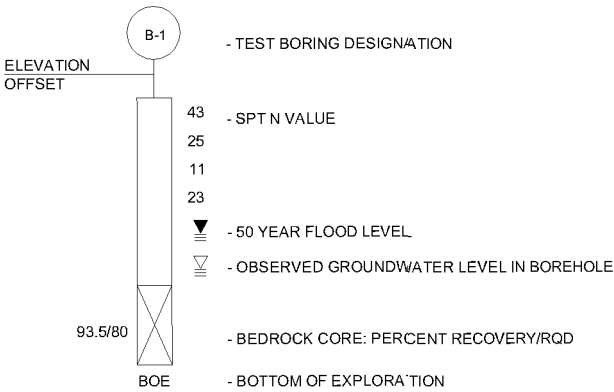 B-1 - TEST BORING DESIGNATION
ELEVATION
OFFSET
43 - SPT N VALUE
25
11
23
- 50 YEAR FLOOD LEVEL
- OBSERVED GROUNDWATER LEVEL IN BOREHOLE
93.5/80 - BEDROCK CORE: PERCENT RECOVERY/RQD
BOE - BOTTOM OF EXPLORATION